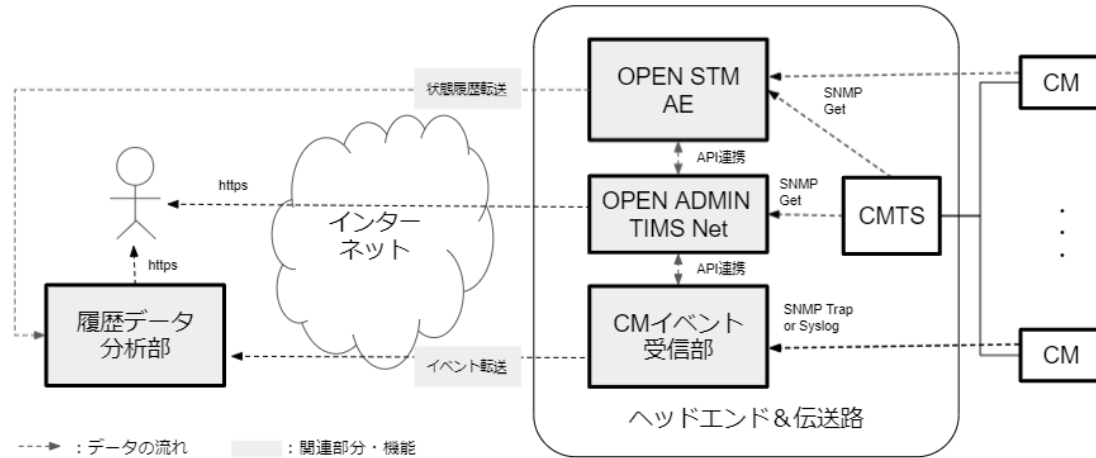 状態履歴転送
OPEN STM
AE
SNMP
Get
CM
API連携
https
OPEN ADMIN
TIMS Net
SNMP
Get
CMTS
インター
ネット
https
API連携
履歴データ
分析部
CMイベント
受信部
SNMP Trap
or Syslog
CM
イベント転送
ヘッドエンド＆伝送路
：データの流れ
：関連部分・機能